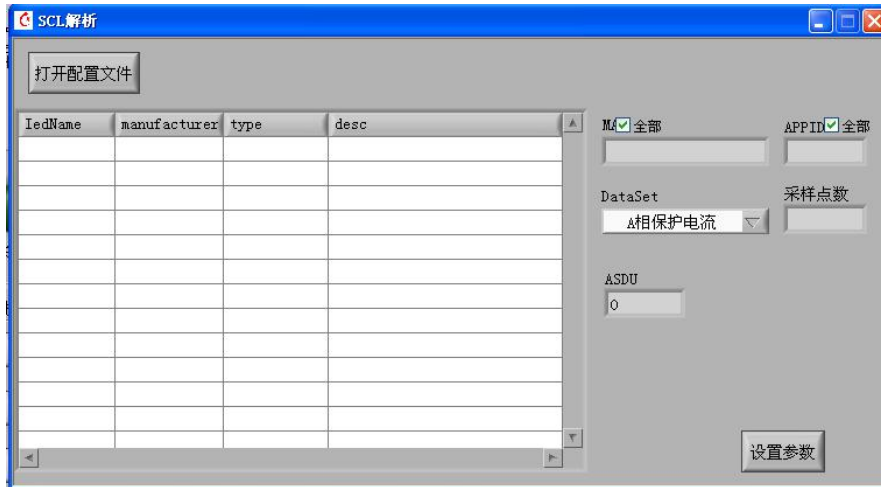 SCL解析
打开配置文件
IedName manufacturer type desc
全部
APPID 全部
DataSet
采样点数
A相保护电流
ASDU
0
设置参数